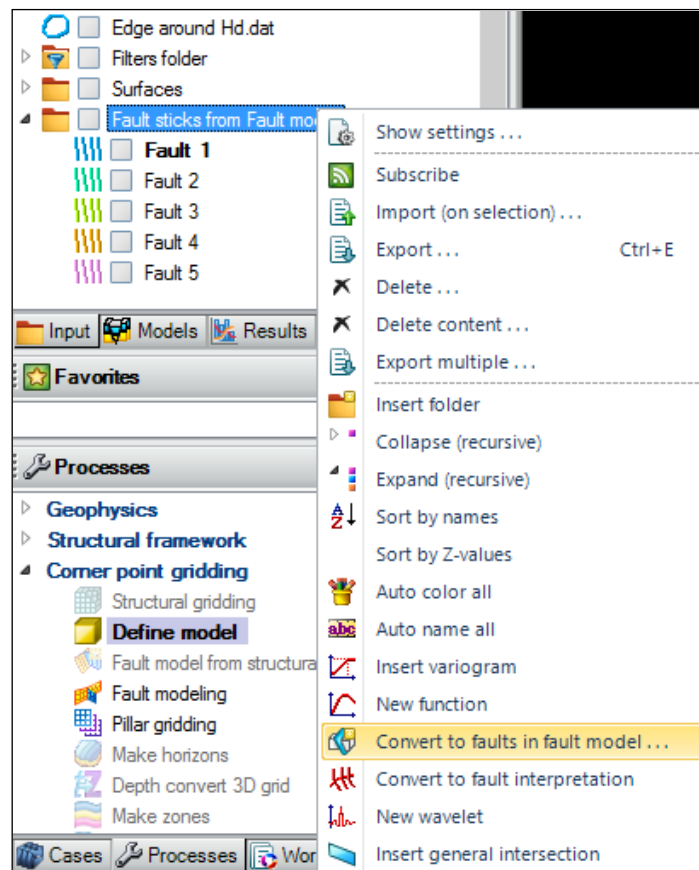 Edge around Hd.dat
Filters folder
Surfaces
Fault sticks from Fault mo
Fault 1
Fault 2
Fault 3
Fault 4
Fault 5
Input Models Results
Favorites
Processes
Geophysics
Structural framework
Corner point gridding
Structural gridding
Define model
Fault model from structura
Fault modeling
Pillar gridding
Make horizons
Depth convert 3D grid
Make zones
Cases Processes Wor
Show settings ...
Subscribe
Import (on selection) ...
Export ... Ctrl+E
Delete ...
Delete content ...
Export multiple ...
Insert folder
Collapse (recursive)
Expand (recursive)
A Z Sort by names
Sort by Z-values
Auto color all
abc Auto name all
Insert variogram
New function
Convert to faults in fault model ...
Convert to fault interpretation
New wavelet
Insert general intersection